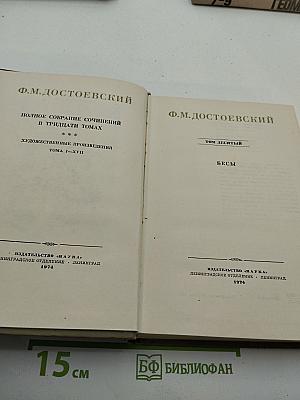 Ф.М.ДОСТОЕВСКИЙ
ПОЛНОЕ СОБРАНИЕ СОЧИНЕНИЙ
В ТРИДЦАТИ ТОМАХ
***
ХУДОЖЕСТВЕННЫЕ ПРОИЗВЕДЕНИЯ
ТОМА I—XVII
ИЗДАТЕЛЬСТВО «НАУКА»
ЛЕНИНГРАДСКОЕ ОТДЕЛЕНИЕ · ЛЕНИНГРАД
1974
Ф.М.ДОСТОЕВСКИЙ
ТОМ ДЕСЯТЫЙ
БЕСЫ
ИЗДАТЕЛЬСТВО «НАУКА»
ЛЕНИНГРАДСКОЕ ОТДЕЛЕНИЕ · ЛЕНИНГРАД
1974
15 см
БФ БИБЛИОФАН